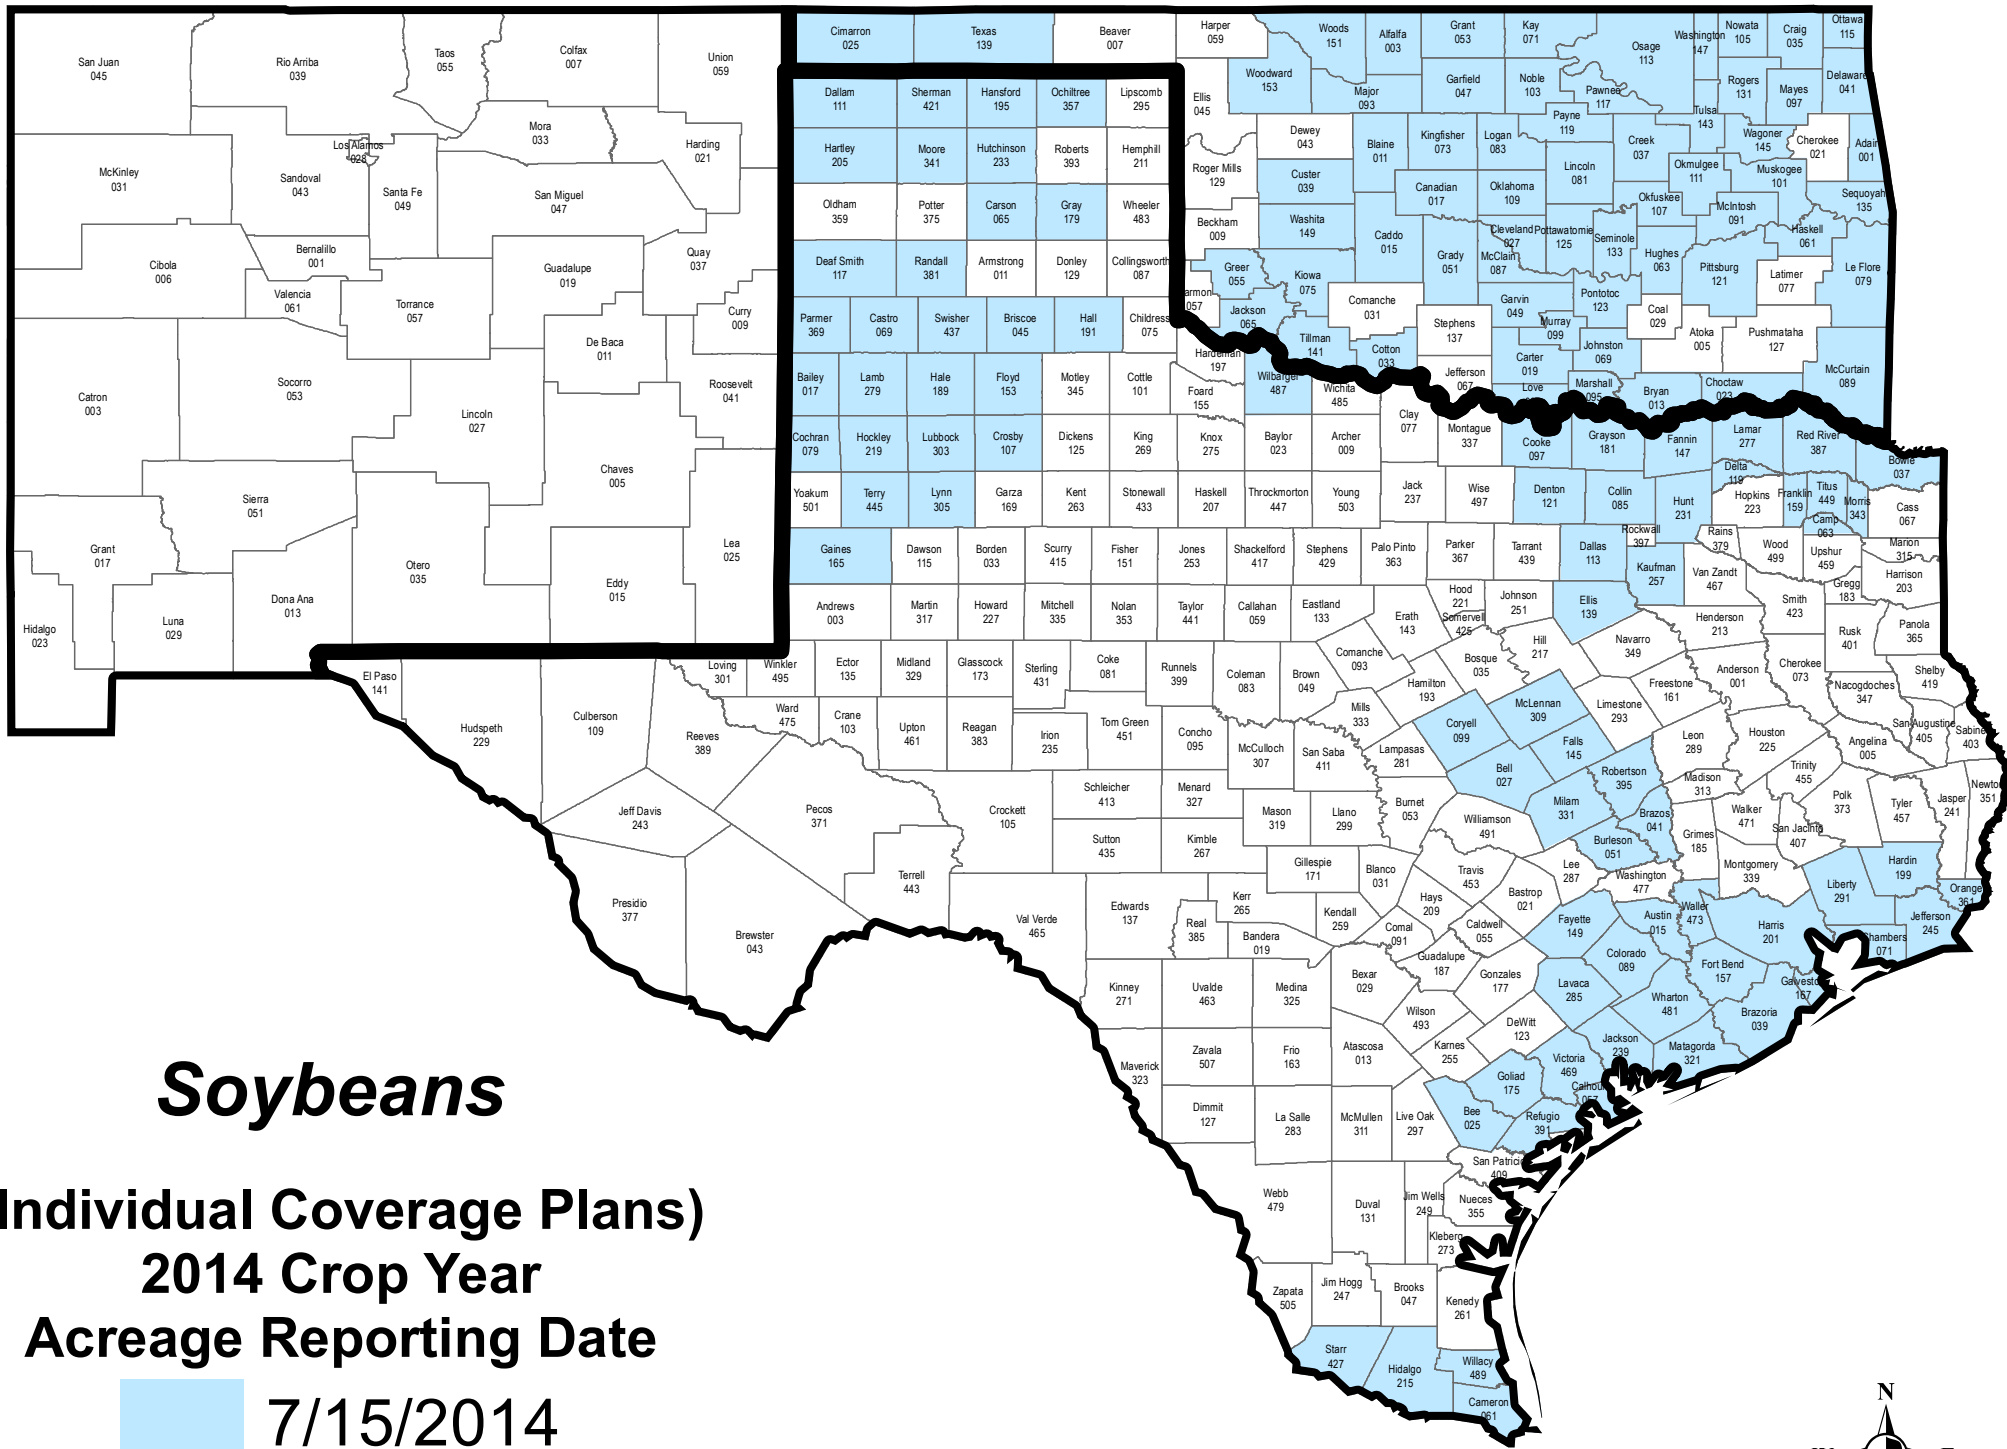 San Juan
045
Rio Arriba
039
Taos
055
Colfax
007
Union
059
Los Alamos
028
Mora
033
Harding
021
McKinley
031
Sandoval
043
Santa Fe
049
San Miguel
047
Quay
037
Bernalillo
001
Cibola
006
Guadalupe
019
Valencia
061
Torrance
057
Curry
009
De Baca
011
Roosevelt
041
Catron
003
Socorro
053
Lincoln
027
Chaves
005
Sierra
051
Grant
017
Otero
035
Lea
025
Eddy
015
Dona Ana
013
Luna
029
Hidalgo
023
Cimarron
025
Texas
139
Beaver
007
Harper
059
Woods
151
Alfalfa
003
Grant
053
Kay
071
Osage
113
Washington
147
Nowata
105
Craig
035
Ottawa
115
Woodward
153
Ellis
045
Major
093
Garfield
047
Noble
103
Pawnee
117
Rogers
131
Mayes
097
Delaware
041
Tulsa
143
Payne
119
Dewey
043
Blaine
011
Kingfisher
073
Logan
083
Creek
037
Wagoner
145
Cherokee
021
Adair
001
Roger Mills
129
Custer
039
Lincoln
081
Okmulgee
111
Muskogee
101
Sequoyah
135
Canadian
017
Oklahoma
109
Okfuskee
107
McIntosh
091
Beckham
009
Washita
149
Caddo
015
Grady
051
Cleveland
027
Pottawatomie
125
Seminole
133
Hughes
063
Haskell
061
McClain
087
Pittsburg
121
Latimer
077
Le Flore
079
Greer
055
Kiowa
075
Comanche
031
Garvin
049
Pontotoc
123
Coal
029
057
Jackson
065
Stephens
137
Murray
099
Atoka
005
Pushmataha
127
Tillman
141
Cotton
033
Johnston
069
Carter
019
Jefferson
067
Love
Marshall
095
Bryan
013
Choctaw
023
McCurtain
089
Dallam
111
Sherman
421
Hansford
195
Ochiltree
357
Lipscomb
295
Hartley
205
Moore
341
Hutchinson
233
Roberts
393
Hemphill
211
Oldham
359
Potter
375
Carson
065
Gray
179
Wheeler
483
Deaf Smith
117
Randall
381
Armstrong
011
Donley
129
Collingsworth
087
Parmer
369
Castro
069
Swisher
437
Briscoe
045
Hall
191
Childress
075
Hardeman
197
Bailey
017
Lamb
279
Hale
189
Floyd
153
Motley
345
Cottle
101
Foard
155
Wilbarger
487
Wichita
485
Clay
077
Montague
337
Cooke
097
Grayson
181
Fannin
147
Lamar
277
Red River
387
Bowie
037
Cochran
079
Hockley
219
Lubbock
303
Crosby
107
Dickens
125
King
269
Knox
275
Baylor
023
Archer
009
Delta
119
Yoakum
501
Terry
445
Lynn
305
Garza
169
Kent
263
Stonewall
433
Haskell
207
Throckmorton
447
Young
503
Jack
237
Wise
497
Denton
121
Collin
085
Hunt
231
Hopkins
223
Franklin
159
Titus
449
Morris
343
Cass
067
Camp
063
Rockwall
397
Rains
379
Wood
499
Upshur
459
Marion
315
Gaines
165
Dawson
115
Borden
033
Scurry
415
Fisher
151
Jones
253
Shackelford
417
Stephens
429
Palo Pinto
363
Parker
367
Tarrant
439
Dallas
113
Kaufman
257
Van Zandt
467
Gregg
183
Harrison
203
Andrews
003
Martin
317
Howard
227
Mitchell
335
Nolan
353
Taylor
441
Callahan
059
Eastland
133
Erath
143
Hood
221
Somervell
425
Johnson
251
Ellis
139
Henderson
213
Smith
423
Rusk
401
Panola
365
Hill
217
Navarro
349
El Paso
141
Loving
301
Winkler
495
Ector
135
Midland
329
Glasscock
173
Sterling
431
Coke
081
Runnels
399
Coleman
083
Brown
049
Comanche
093
Hamilton
193
Bosque
035
Freestone
161
Anderson
001
Cherokee
073
Nacogdoches
347
Shelby
419
Hudspeth
229
Culberson
109
Reeves
389
Ward
475
Crane
103
Upton
461
Reagan
383
Irion
235
Tom Green
451
Concho
095
McCulloch
307
San Saba
411
Mills
333
Lampasas
281
Coryell
099
McLennan
309
Limestone
293
Falls
145
Leon
289
Houston
225
Angelina
005
San Augustine
405
Sabine
403
Jeff Davis
243
Pecos
371
Crockett
105
Schleicher
413
Menard
327
Mason
319
Llano
299
Burnet
053
Bell
027
Williamson
491
Milam
331
Robertson
395
Brazos
041
Madison
313
Trinity
455
Walker
471
Polk
373
Tyler
457
Jasper
241
351
Sutton
435
Kimble
267
Gillespie
171
Blanco
031
Travis
453
Lee
287
Burleson
051
Grimes
185
San Jacinto
407
Montgomery
339
Hardin
199
Liberty
291
Orange
361
Jefferson
245
Chambers
071
Presidio
377
Brewster
043
Terrell
443
Val Verde
465
Edwards
137
Real
385
Kerr
265
Bandera
019
Kendall
259
Hays
209
Comal
091
Caldwell
055
Bastrop
021
Guadalupe
187
Fayette
149
Washington
477
Austin
015
Waller
473
Harris
201
Kinney
271
Uvalde
463
Medina
325
Bexar
029
Gonzales
177
Lavaca
285
Colorado
089
Fort Bend
157
Wharton
481
Brazoria
039
167
Maverick
323
Zavala
507
Frio
163
Atascosa
013
Wilson
493
Karnes
255
DeWitt
123
Goliad
175
Victoria
469
Jackson
239
Matagorda
321
Dimmit
127
La Salle
283
McMullen
311
Live Oak
297
Bee
025
Refugio
391
Webb
479
Duval
131
Jim Wells
249
San Patricio
409
Nueces
355
Kleberg
273
Zapata
505
Jim Hogg
247
Brooks
047
Kenedy
261
Starr
427
Hidalgo
215
Willacy
489
Cameron
061
Soybeans
Individual Coverage Plans)
2014 Crop Year
Acreage Reporting Date
7/15/2014
N